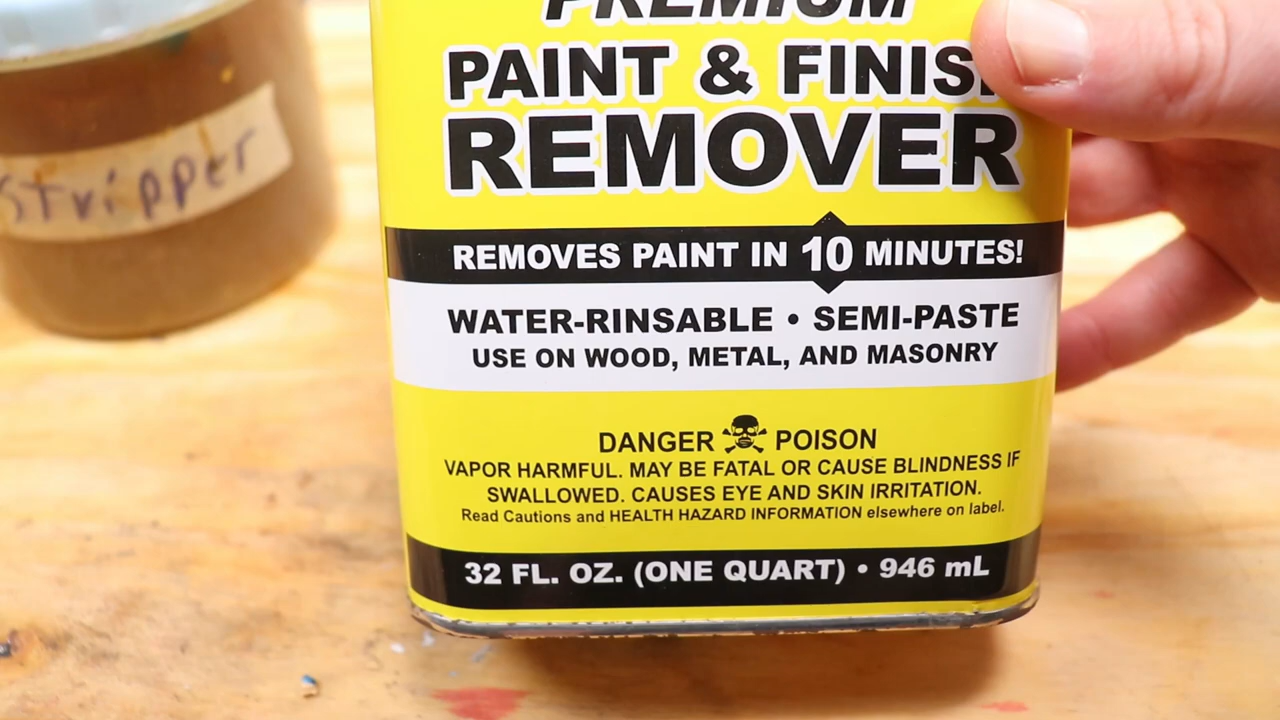 PREMIUM
PAINT & FINIS
REMOVER
REMOVES PAINT IN 10 MINUTES!
WATER-RINSABLE • SEMI-PASTE
USE ON WOOD, METAL, AND MASONRY
DANGER POISON
VAPOR HARMFUL. MAY BE FATAL OR CAUSE BLINDNESS IF
SWALLOWED. CAUSES EYE AND SKIN IRRITATION.
Read Cautions and HEALTH HAZARD INFORMATION elsewhere on label.
32 FL. OZ. (ONE QUART) • 946 mL
Stripper